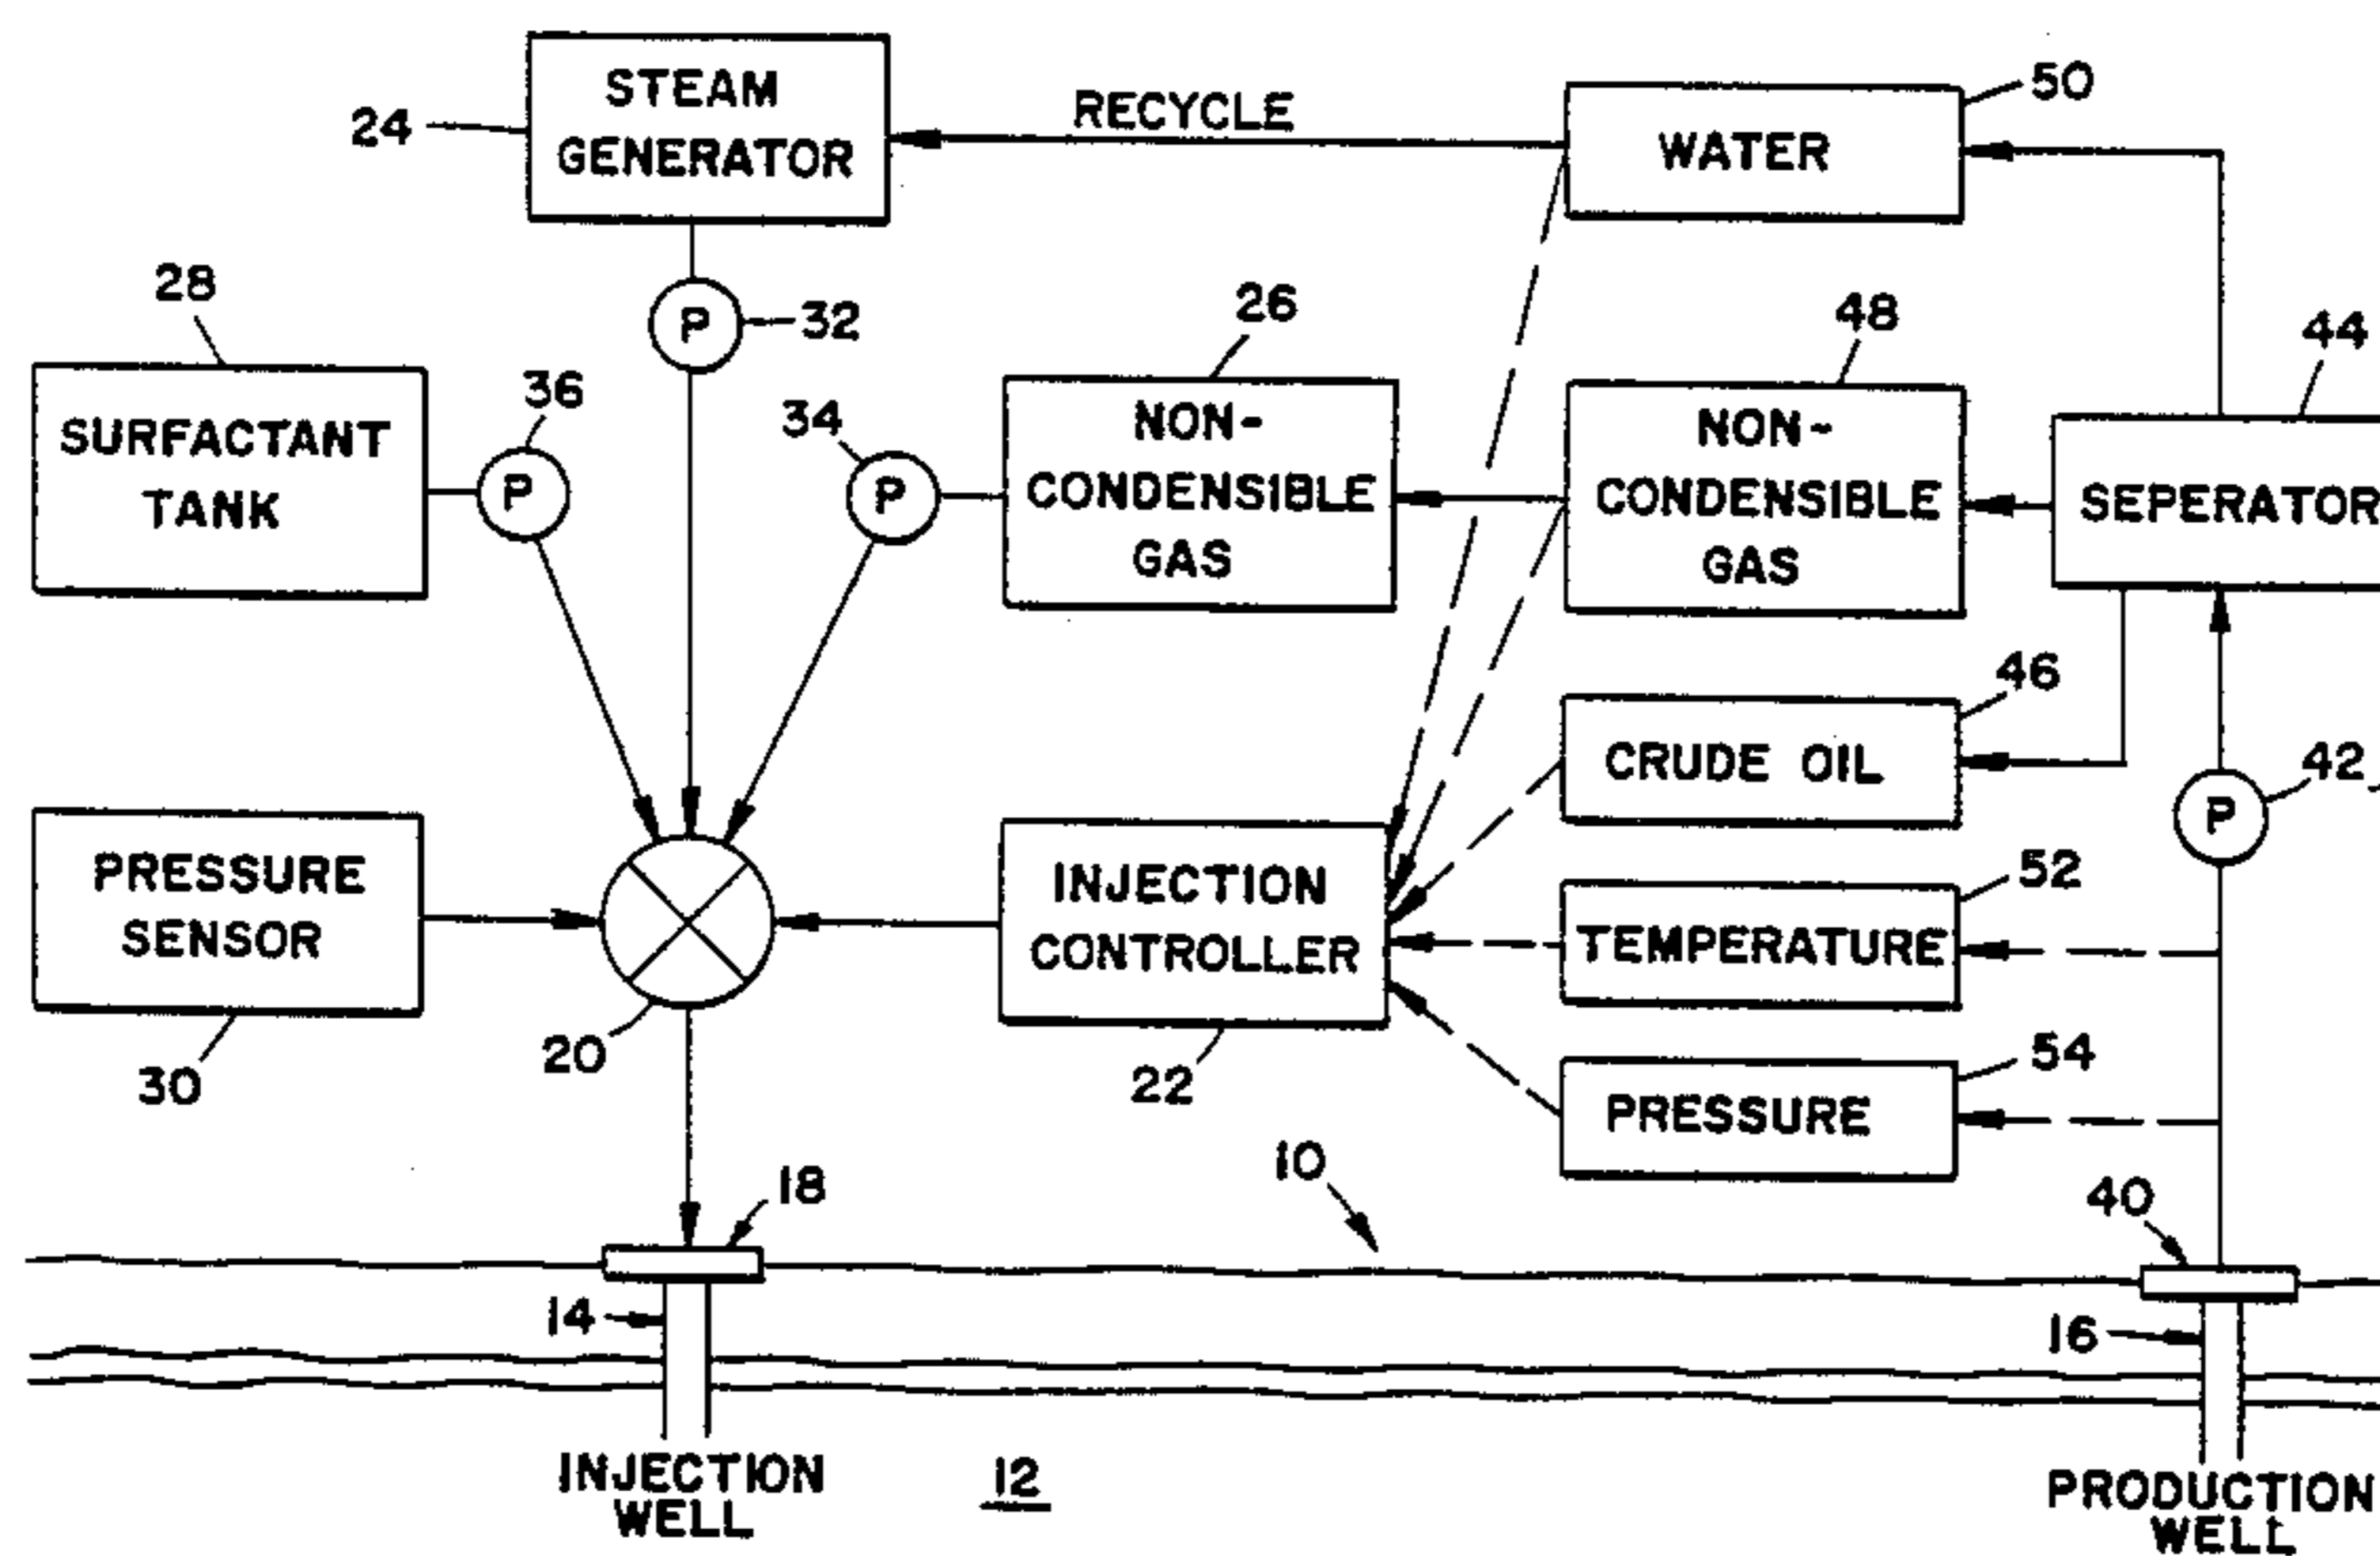 STEAM
GENERATOR
24
RECYCLE
WATER
50
28
P
32
26
48
44
SURFACTANT
TANK
36
P
34
P
NON-
CONDENSIBLE
GAS
NON-
CONDENSIBLE
GAS
SEPERATOR
46
CRUDE OIL
42
P
PRESSURE
SENSOR
30
20
INJECTION
CONTROLLER
22
52
TEMPERATURE
54
PRESSURE
18
10
40
14
16
INJECTION
WELL
12
PRODUCTION
WELL